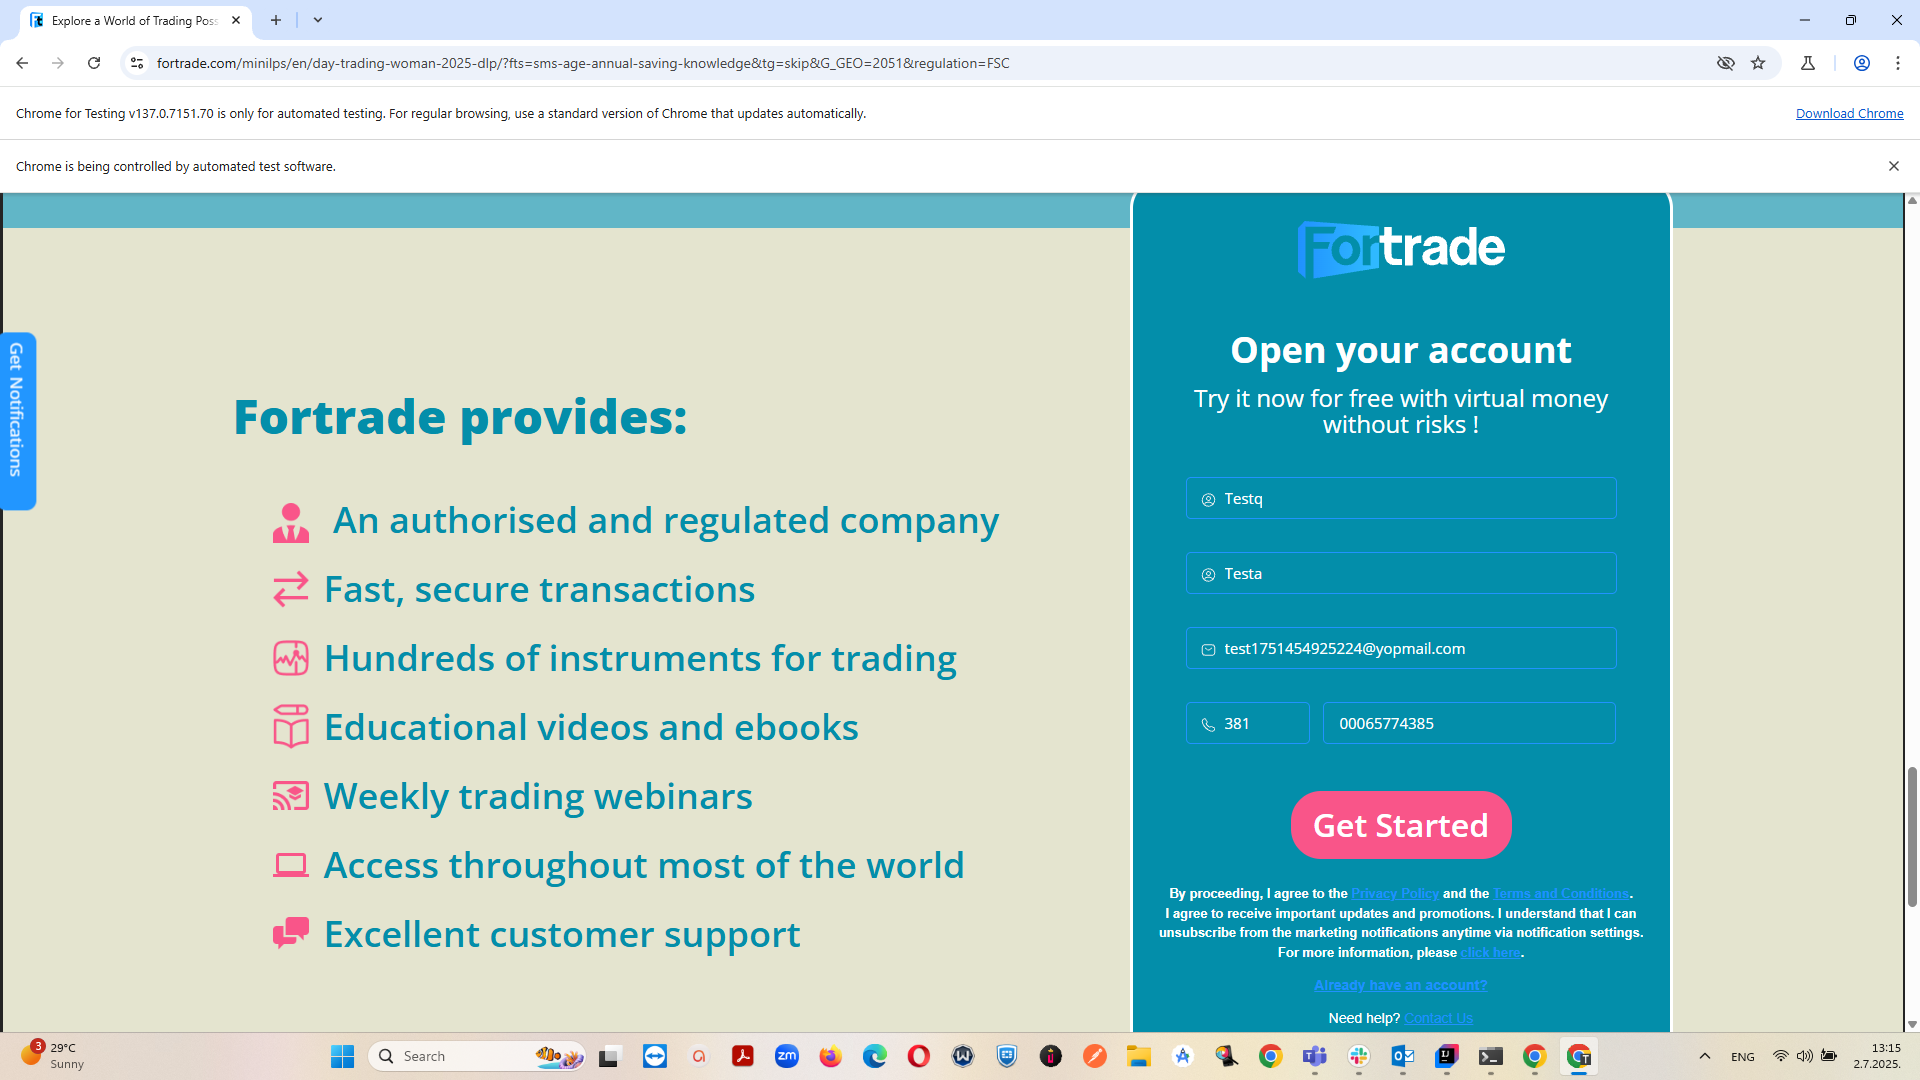 Explore a World of Trading Poss
fortrade.com/minilps/en/day-trading-woman-2025-dlp/?fts=sms-age-annual-saving-knowledge&tg=skip&G_GEO=2051&regulation=FSC
Chrome for Testing v137.0.7151.70 is only for automated testing. For regular browsing, use a standard version of Chrome that updates automatically.
Download Chrome
Chrome is being controlled by automated test software.
Get Notifications
Fortrade provides:
An authorised and regulated company
Fast, secure transactions
Hundreds of instruments for trading
Educational videos and ebooks
Weekly trading webinars
Access throughout most of the world
Excellent customer support
Fortrade
Open your account
Try it now for free with virtual money
without risks !
Testq
Testa
test1751454925224@yopmail.com
381
00065774385
Get Started
By proceeding, I agree to the Privacy Policy and the Terms and Conditions.
I agree to receive important updates and promotions. I understand that I can
unsubscribe from the marketing notifications anytime via notification settings.
For more information, please click here.
Already have an account?
Need help? Contact Us
3
29°C
Sunny
Search
zm
ENG
13:15
2.7.2025.